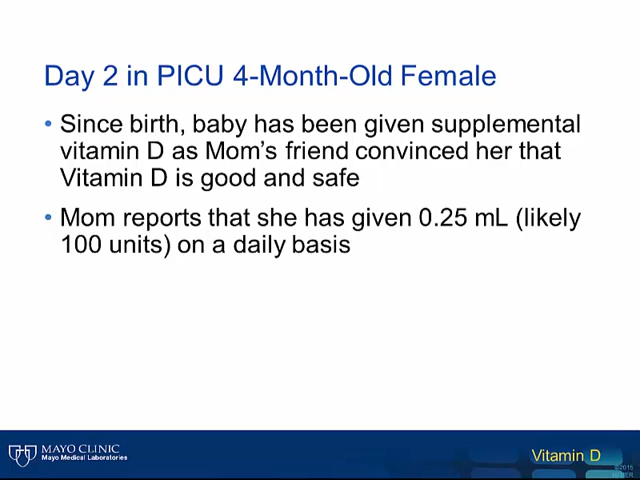 Day 2 in PICU 4-Month-Old Female
• Since birth, baby has been given supplemental
vitamin D as Mom's friend convinced her that
Vitamin D is good and safe
• Mom reports that she has given 0.25 mL (likely
100 units) on a daily basis
MAYO CLINIC
Mayo Medical Laboratories
Vitamin D
©2015